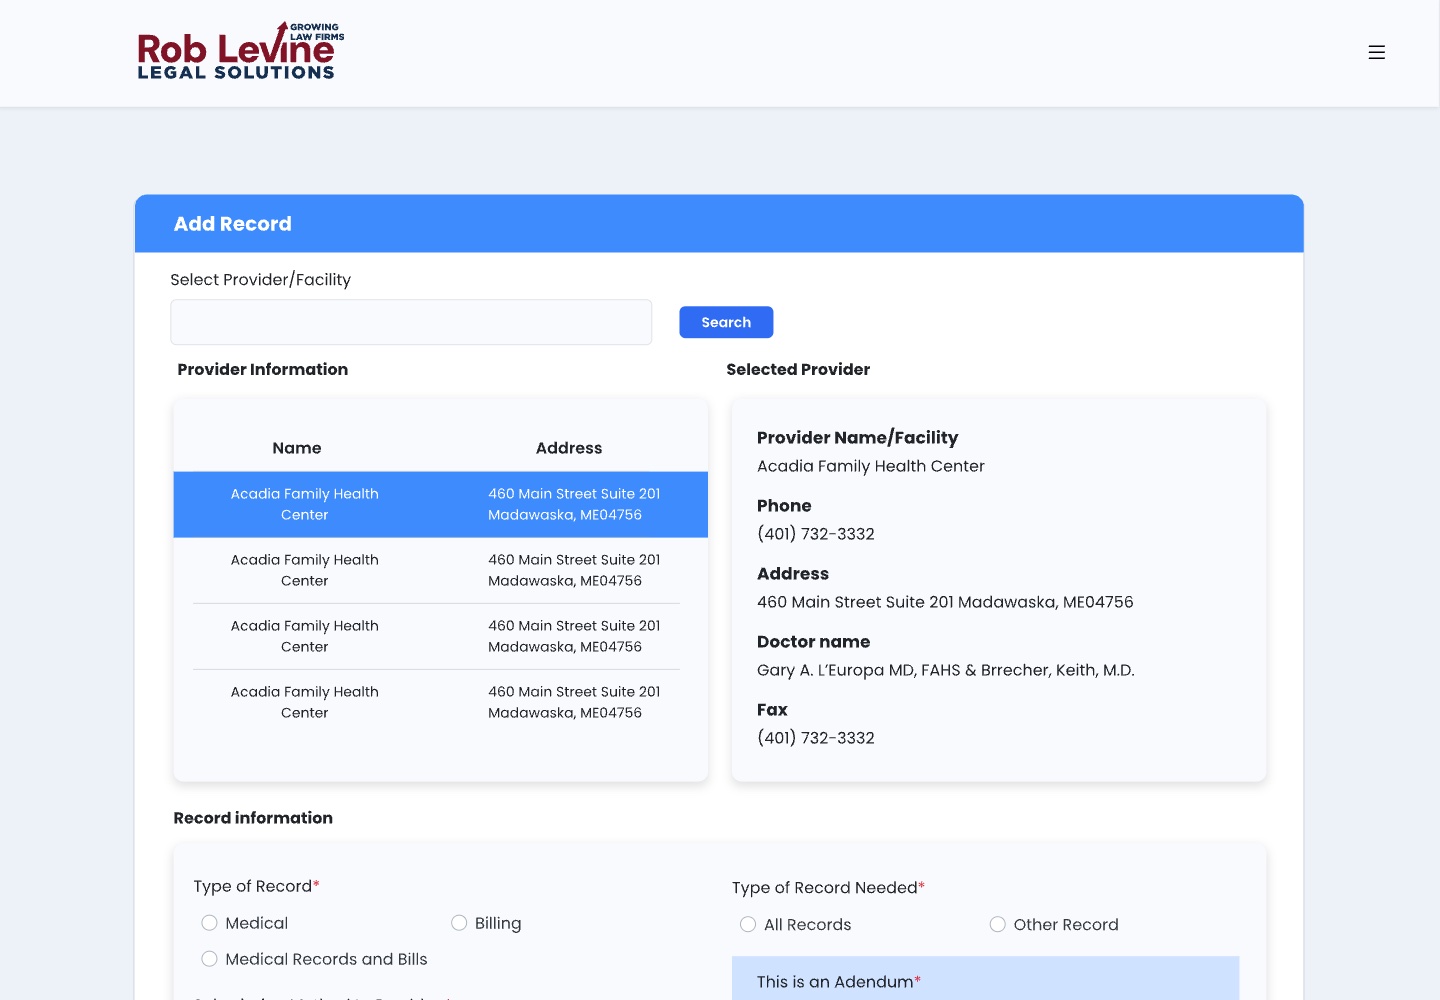 GROWING
LAW FIRMS
Rob Levine
LEGAL SOLUTIONS
Add Record
Select Provider/Facility
Search
Provider Information
Selected Provider
Name Address
Acadia Family Health
Center
460 Main Street Suite 201
Madawaska, ME04756
Acadia Family Health
Center
460 Main Street Suite 201
Madawaska, ME04756
Acadia Family Health
Center
460 Main Street Suite 201
Madawaska, ME04756
Acadia Family Health
Center
460 Main Street Suite 201
Madawaska, ME04756
Provider Name/Facility
Acadia Family Health Center
Phone
(401) 732-3332
Address
460 Main Street Suite 201 Madawaska, ME04756
Doctor name
Gary A. L’Europa MD, FAHS & Brrecher, Keith, M.D.
Fax
(401) 732-3332
Record information
Type of Record*
Medical Billing
Medical Records and Bills
Type of Record Needed*
All Records Other Record
This is an Adendum*